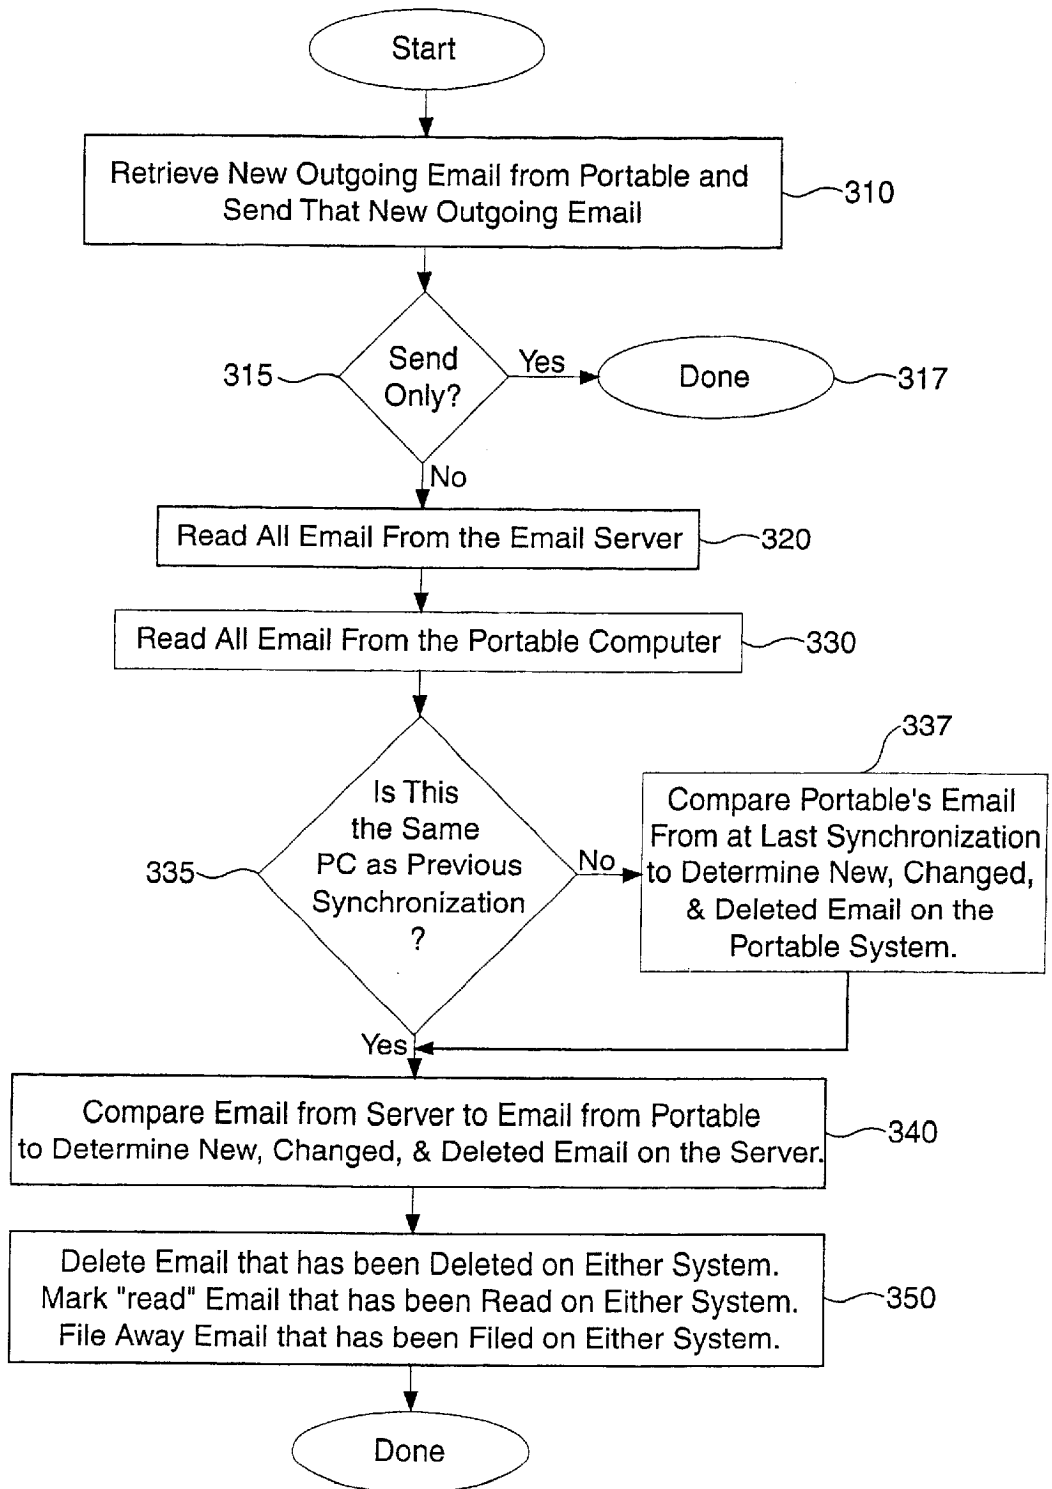 Start
Retrieve New Outgoing Email from Portable and
Send That New Outgoing Email
310
Send
Only?
315
Yes
Done
317
No
Read All Email From the Email Server
320
Read All Email From the Portable Computer
330
Is This
the Same
PC as Previous
Synchronization
?
335
No
337
Compare Portable's Email
From at Last Synchronization
to Determine New, Changed,
& Deleted Email on the
Portable System.
Yes
Compare Email from Server to Email from Portable
to Determine New, Changed, & Deleted Email on the Server.
340
Delete Email that has been Deleted on Either System.
Mark "read" Email that has been Read on Either System.
File Away Email that has been Filed on Either System.
350
Done